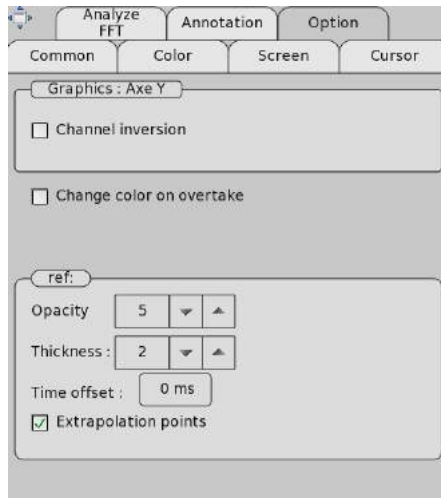 Analyze
FFT
Annotation
Option
Common
Color
Screen
Cursor
Graphics : Axe Y
Channel inversion
Change color on overtake
ref:
Opacity
5
Thickness :
2
Time offset :
0 ms
Extrapolation points